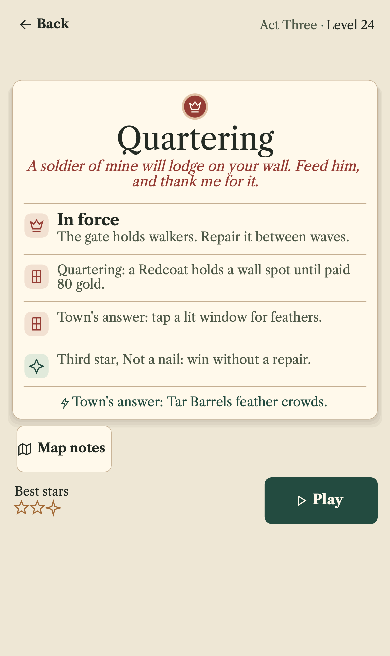 Back
Act Three · Level 24
Quartering
A soldier of mine will lodge on your wall. Feed him,
and thank me for it.
In force
The gate holds walkers. Repair it between waves.
Quartering: a Redcoat holds a wall spot until paid
80 gold.
Town's answer: tap a lit window for feathers.
Third star, Not a nail: win without a repair.
Town's answer: Tar Barrels feather crowds.
Map notes
Best stars
Play